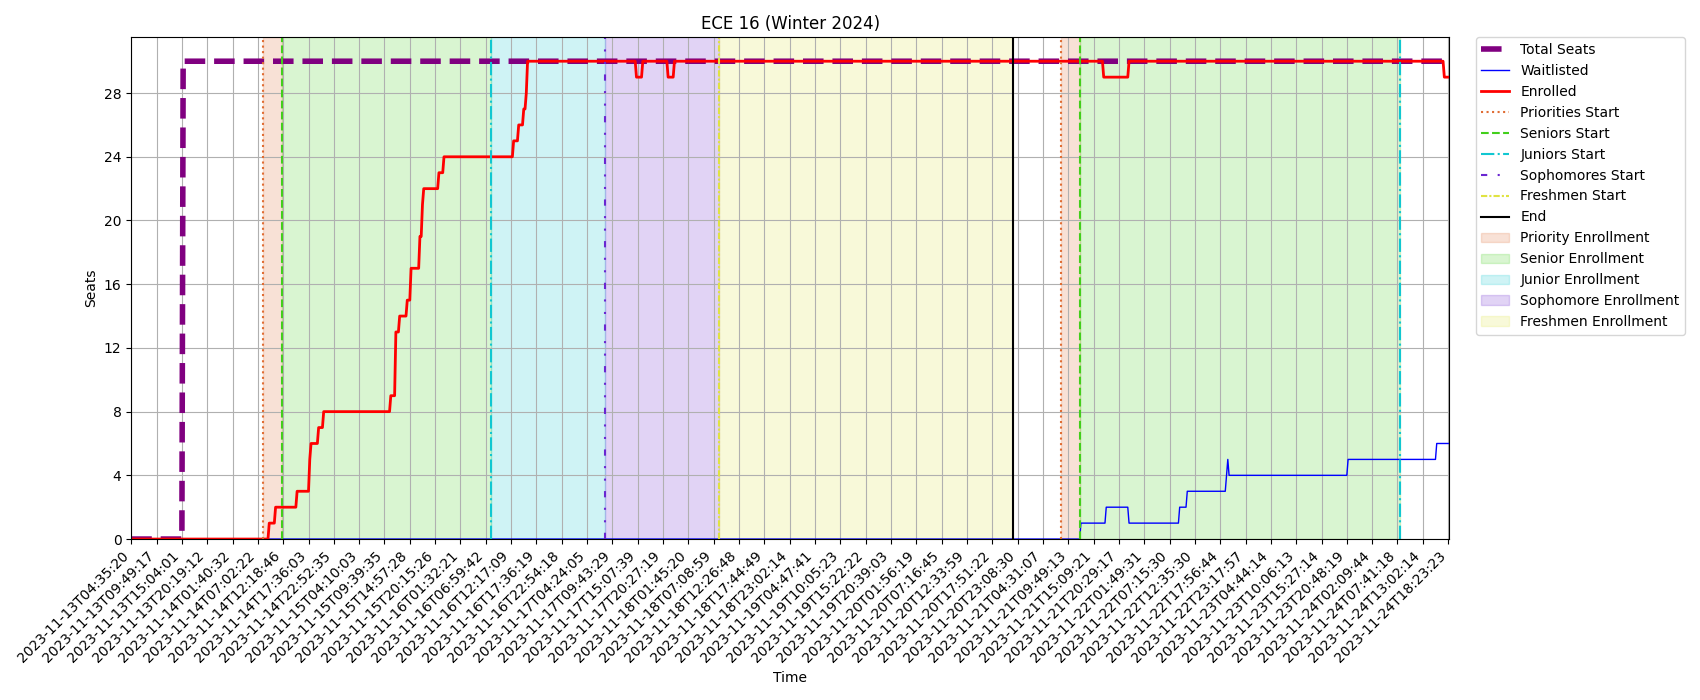 ECE 16 (Winter 2024)
Total Seats
Waitlisted
Enrolled
Priorities Start
Seniors Start
Juniors Start
Sophomores Start
Freshmen Start
End
Priority Enrollment
Senior Enrollment
Junior Enrollment
Sophomore Enrollment
Freshmen Enrollment
Seats
28
24
20
16
12
8
4
0
2023-11-13T04:35:20
2023-11-13T09:49:17
2023-11-13T15:04:01
2023-11-13T20:19:12
2023-11-14T01:40:32
2023-11-14T07:02:22
2023-11-14T12:18:46
2023-11-14T17:36:03
2023-11-14T22:52:35
2023-11-15T04:10:03
2023-11-15T09:39:35
2023-11-15T14:57:28
2023-11-15T20:15:26
2023-11-16T01:32:21
2023-11-16T06:59:42
2023-11-16T12:17:09
2023-11-16T17:36:19
2023-11-16T22:54:18
2023-11-17T04:24:05
2023-11-17T09:43:29
2023-11-17T15:07:39
2023-11-17T20:27:19
2023-11-18T01:45:20
2023-11-18T07:08:59
2023-11-18T12:26:48
2023-11-18T17:44:49
2023-11-18T23:02:14
2023-11-19T04:47:41
2023-11-19T10:05:23
2023-11-19T15:22:22
2023-11-19T20:39:03
2023-11-20T01:56:19
2023-11-20T07:16:45
2023-11-20T12:33:59
2023-11-20T17:51:22
2023-11-20T23:08:30
2023-11-21T04:31:07
2023-11-21T09:49:13
2023-11-21T15:09:21
2023-11-21T20:29:17
2023-11-22T01:49:31
2023-11-22T07:15:30
2023-11-22T12:35:30
2023-11-22T17:56:44
2023-11-22T23:17:57
2023-11-23T04:44:14
2023-11-23T10:06:13
2023-11-23T15:27:14
2023-11-23T20:48:19
2023-11-24T02:09:44
2023-11-24T07:41:18
2023-11-24T13:02:14
2023-11-24T18:23:23
Time